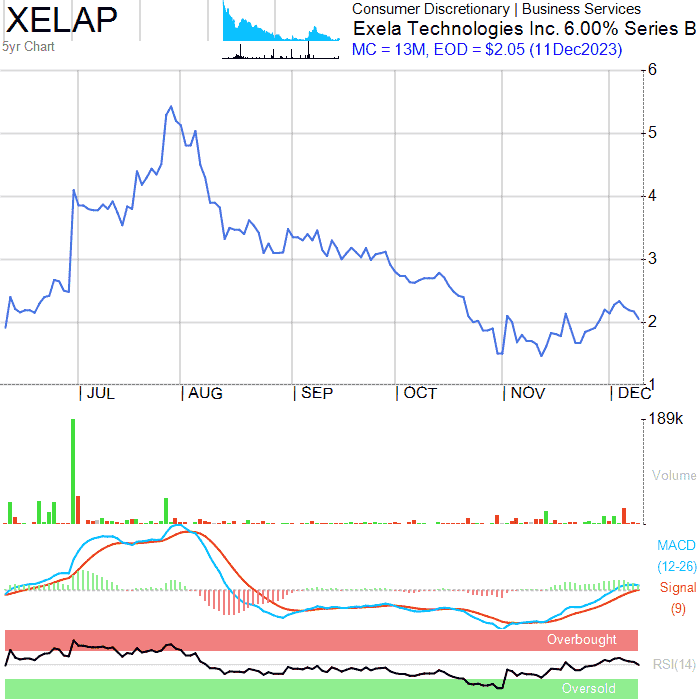 XELAP
5yr Chart
Consumer Discretionary | Business Services
Exela Technologies Inc. 6.00% Series B
MC = 13M, EOD = $2.05 (11Dec2023)
6
5
4
3
2
1
| JUL | AUG | SEP | OCT | NOV | DEC
189k
Volume
MACD
(12-26)
Signal
(9)
Overbought
RSI(14)
Oversold